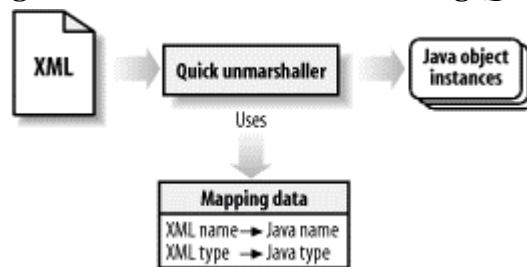 XML
Quick unmarshaller
Java object
instances
Uses
Mapping data
XML name → Java name
XML type → Java type